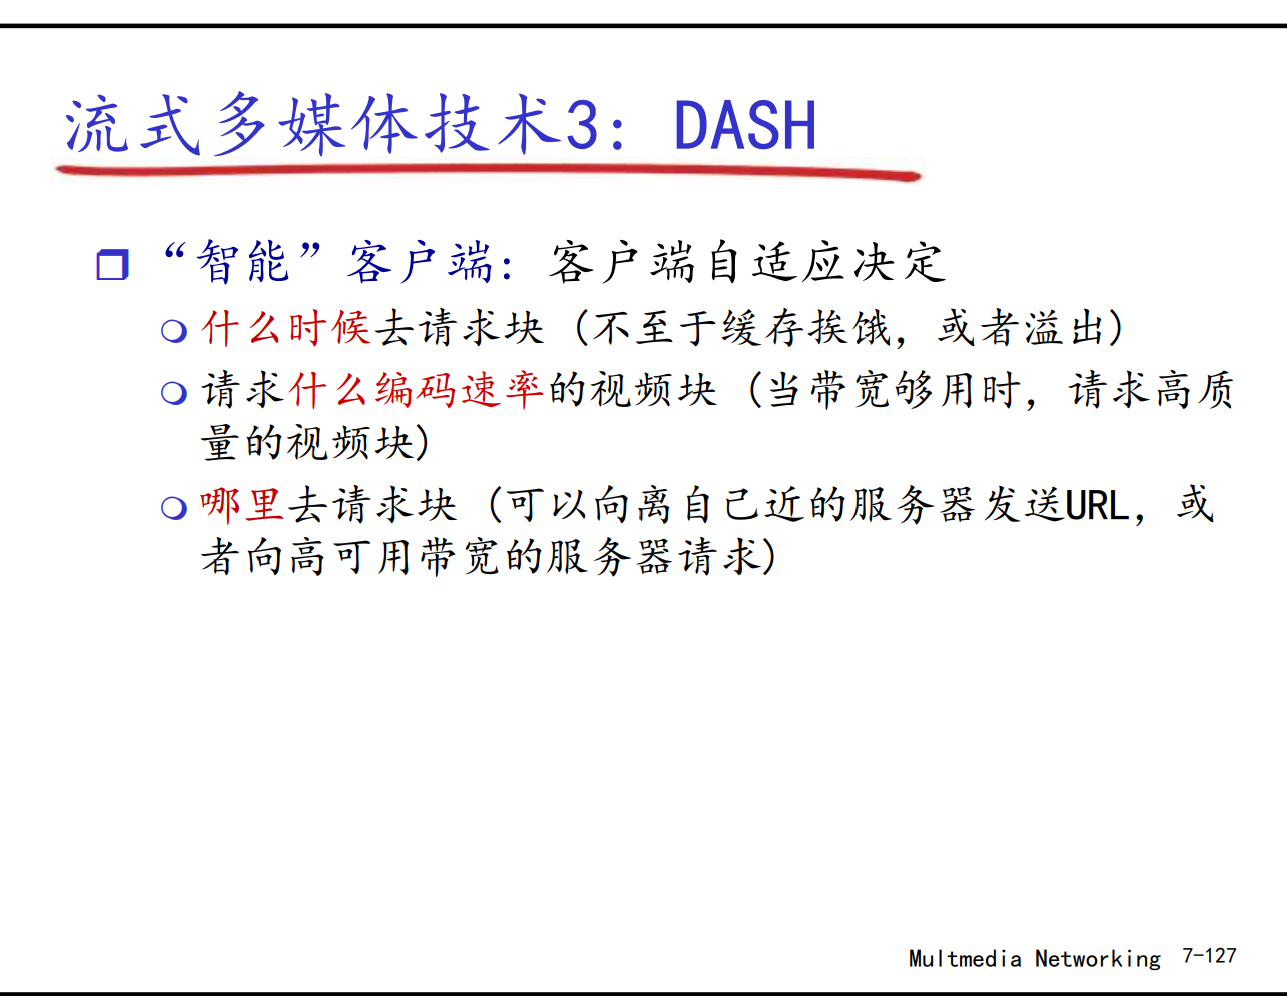 流式多媒体技术3：DASH
“智能”客户端：客户端自适应决定
什么时候去请求块（不至于缓存挨饿，或者溢出）
请求什么编码速率的视频块（当带宽够用时，请求高质
量的视频块）
哪里去请求块（可以向离自己近的服务器发送URL，或
者向高可用带宽的服务器请求）
Multmedia Networking 7-127